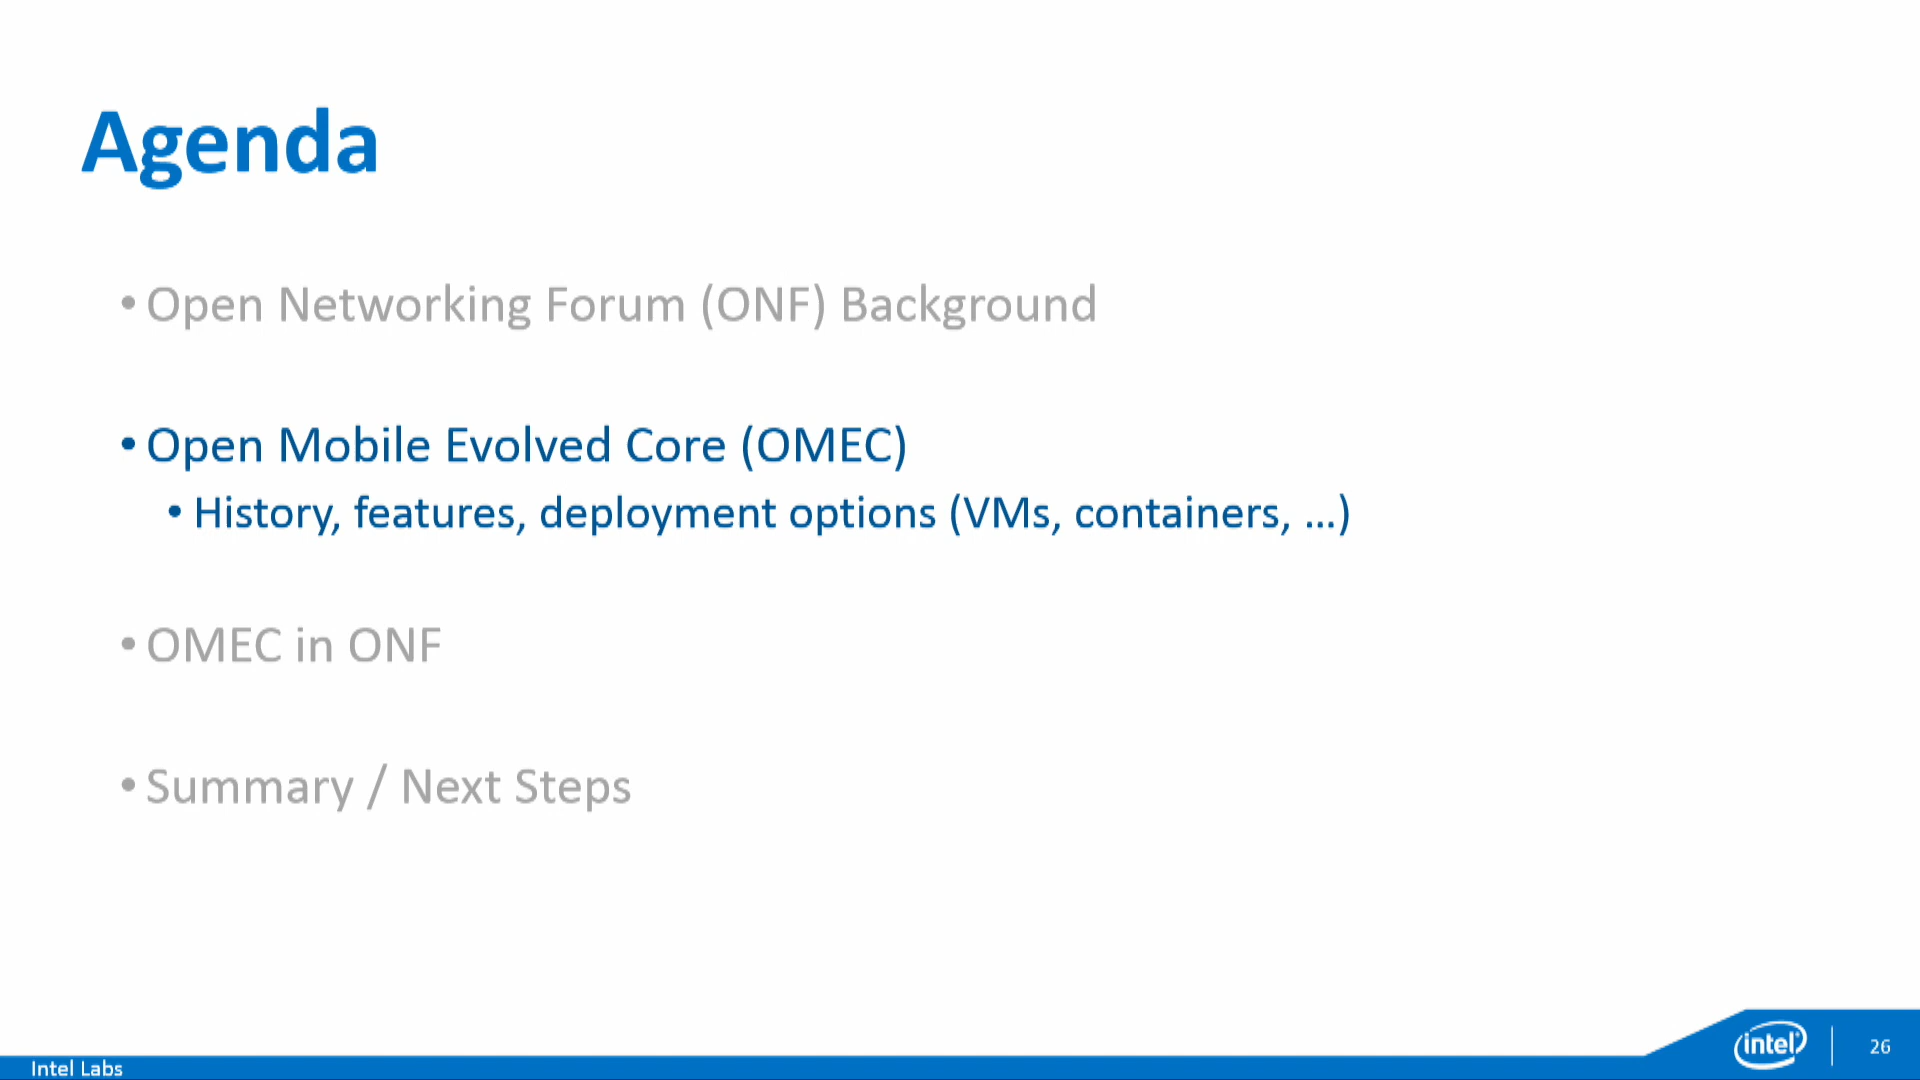 Agenda
• Open Networking Forum (ONF) Background
• Open Mobile Evolved Core (OMEC)
• History, features, deployment options (VMs, containers, ...)
• OMEC in ONF
• Summary / Next Steps
Intel Labs
intel
26